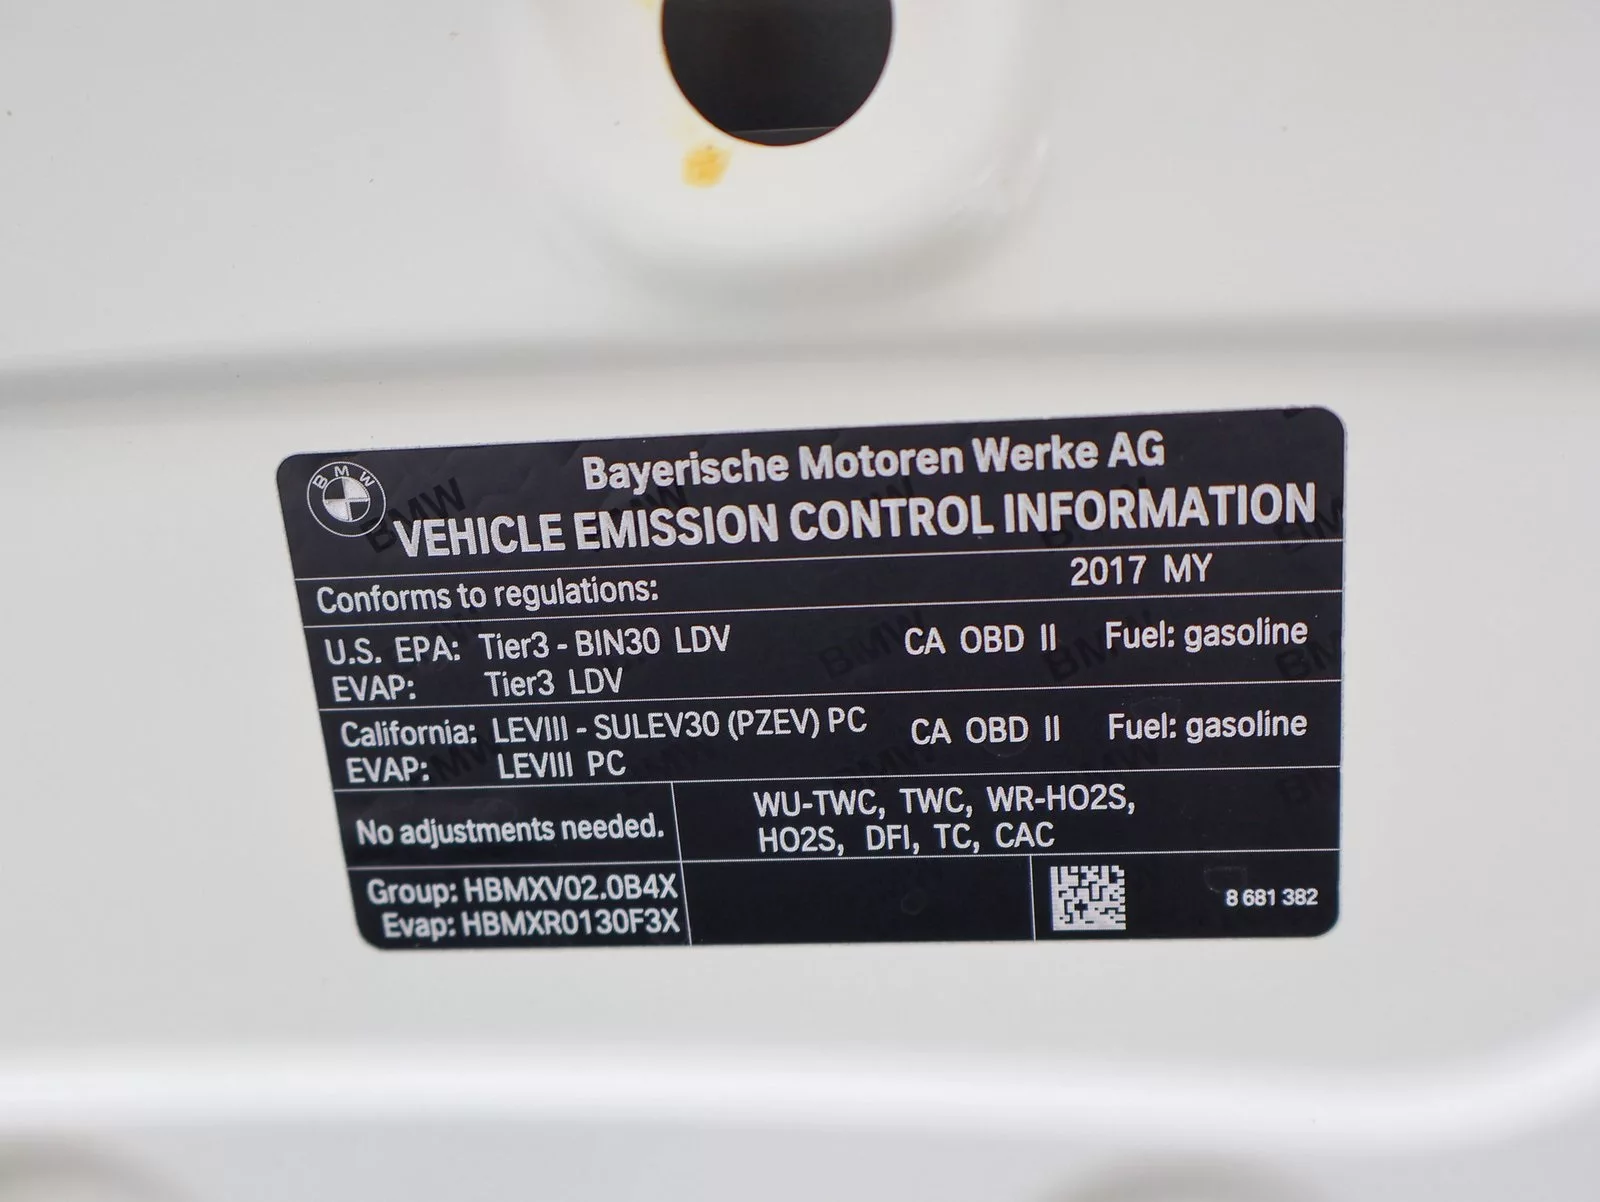 BMW
Bayerische Motoren Werke AG
VEHICLE EMISSION CONTROL INFORMATION
Conforms to regulations: 2017 MY
U.S. EPA: Tier3 - BIN30 LDV CA OBD II Fuel: gasoline
EVAP: Tier3 LDV
California: LEVIII - SULEV30 (PZEV) PC CA OBD II Fuel: gasoline
EVAP: LEVIII PC
No adjustments needed.
WU-TWC, TWC, WR-HO2S,
HO2S, DFI, TC, CAC
Group: HBMXV02.0B4X
Evap: HBMXR0130F3X
8 681 382